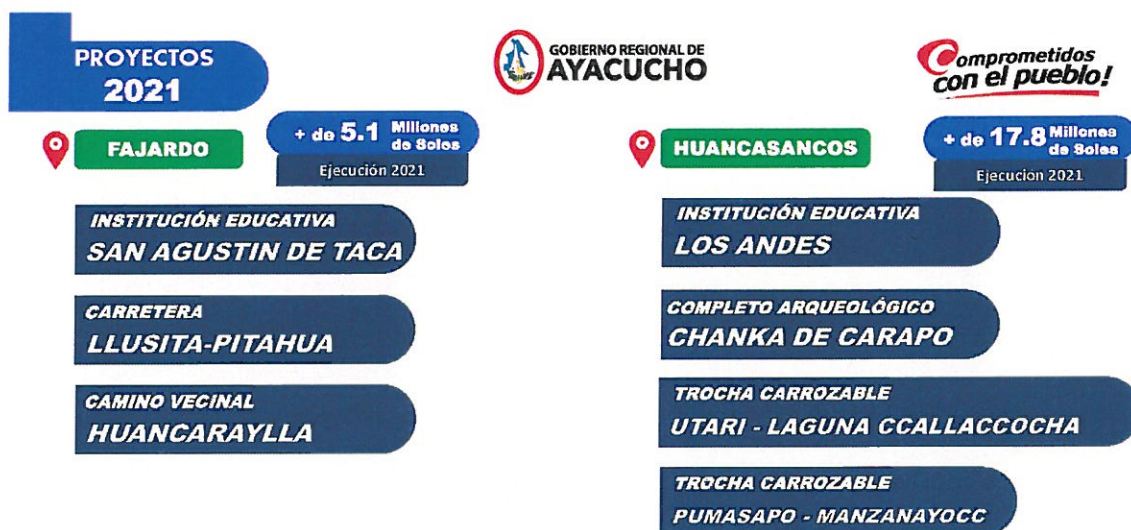 PROYECTOS
2021
GOBIERNO REGIONAL DE
AYACUCHO
Comprometidos
con el pueblo!
FAJARDO
+ de 5.1 Millones
de Soles
Ejecución 2021
INSTITUCIÓN EDUCATIVA
SAN AGUSTIN DE TACA
CARRETERA
LLUSITA-PITAHUA
CAMINO VECINAL
HUANCARAYLLA
HUANCASANCOS
+ de 17.8 Millones
de Soles
Ejecucion 2021
INSTITUCIÓN EDUCATIVA
LOS ANDES
COMPLETO ARQUEOLÓGICO
CHANKA DE CARAPO
TROCHA CARROZABLE
UTARI - LAGUNA CCALLACCOCHA
TROCHA CARROZABLE
PUMASAPO - MANZANAYOCC